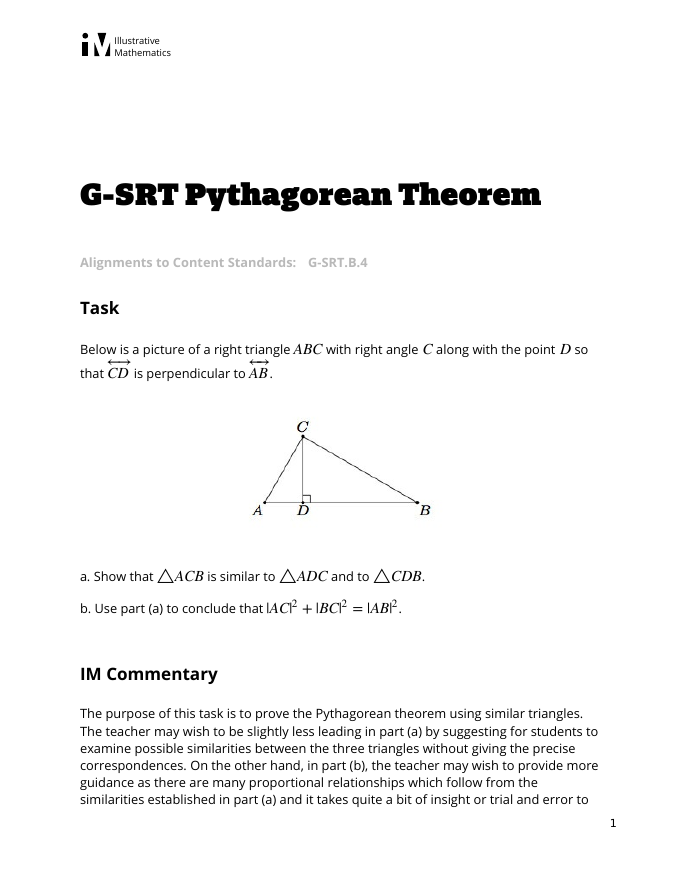 Illustrative
Mathematics
G-SRT Pythagorean Theorem
Alignments to Content Standards: G-SRT.B.4
Task
Below is a picture of a right triangle ABC with right angle C along with the point D so
that \overleftrightarrow{CD} is perpendicular to \overleftrightarrow{AB}.
C
A D B
a. Show that △ACB is similar to △ADC and to △CDB.
b. Use part (a) to conclude that |AC|² + |BC|² = |AB|².
IM Commentary
The purpose of this task is to prove the Pythagorean theorem using similar triangles.
The teacher may wish to be slightly less leading in part (a) by suggesting for students to
examine possible similarities between the three triangles without giving the precise
correspondences. On the other hand, in part (b), the teacher may wish to provide more
guidance as there are many proportional relationships which follow from the
similarities established in part (a) and it takes quite a bit of insight or trial and error to
1